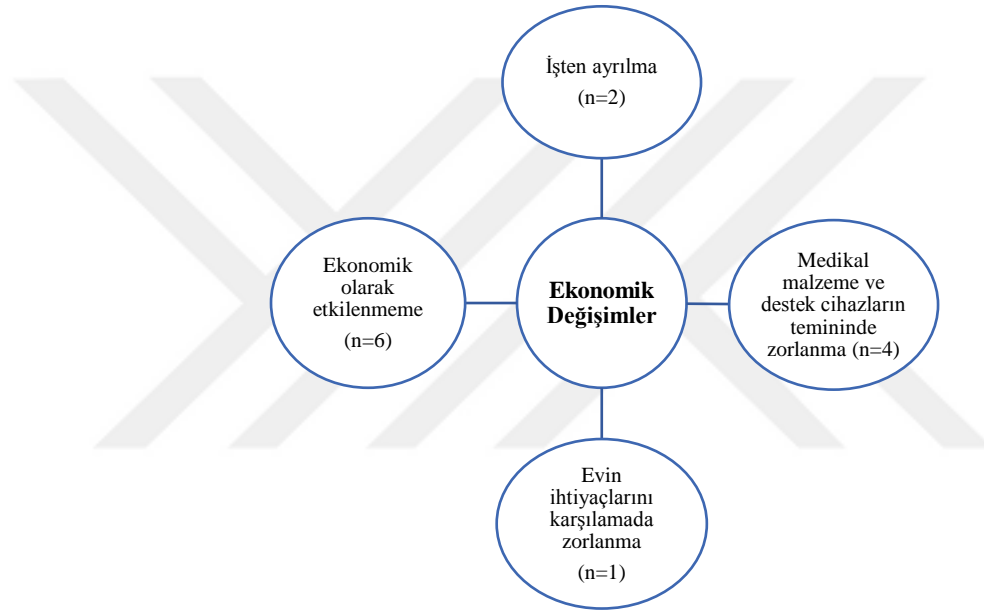 İşten ayrılma
(n=2)
Ekonomik
olarak
etkilenmeme
(n=6)
Ekonomik
Değişimler
Medikal
malzeme ve
destek cihazların
temininde
zorlanma (n=4)
Evin
ihtiyaçlarını
karşılamada
zorlanma
(n=1)